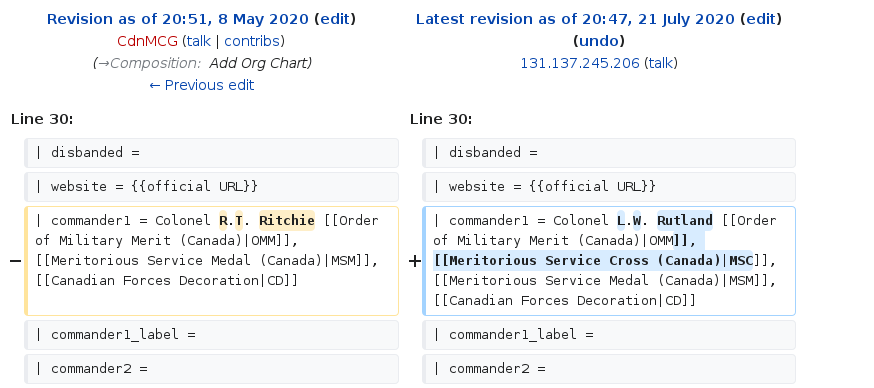 Revision as of 20:51, 8 May 2020 (edit)
CdnMCG (talk | contribs)
(→Composition: Add Org Chart)
← Previous edit
Latest revision as of 20:47, 21 July 2020 (edit)
(undo)
131.137.245.206 (talk)
Line 30:
Line 30:
| disbanded =
| disbanded =
| website = {{official URL}}
| website = {{official URL}}
−
| commander1 = Colonel R.T. Ritchie [[Order
of Military Merit (Canada)|OMM]],
[[Meritorious Service Medal (Canada)|MSM]],
[[Canadian Forces Decoration|CD]]
+
| commander1 = Colonel L.W. Rutland [[Order
of Military Merit (Canada)|OMM]],
[[Meritorious Service Cross (Canada)|MSC]],
[[Meritorious Service Medal (Canada)|MSM]],
[[Canadian Forces Decoration|CD]]
| commander1_label =
| commander1_label =
| commander2 =
| commander2 =